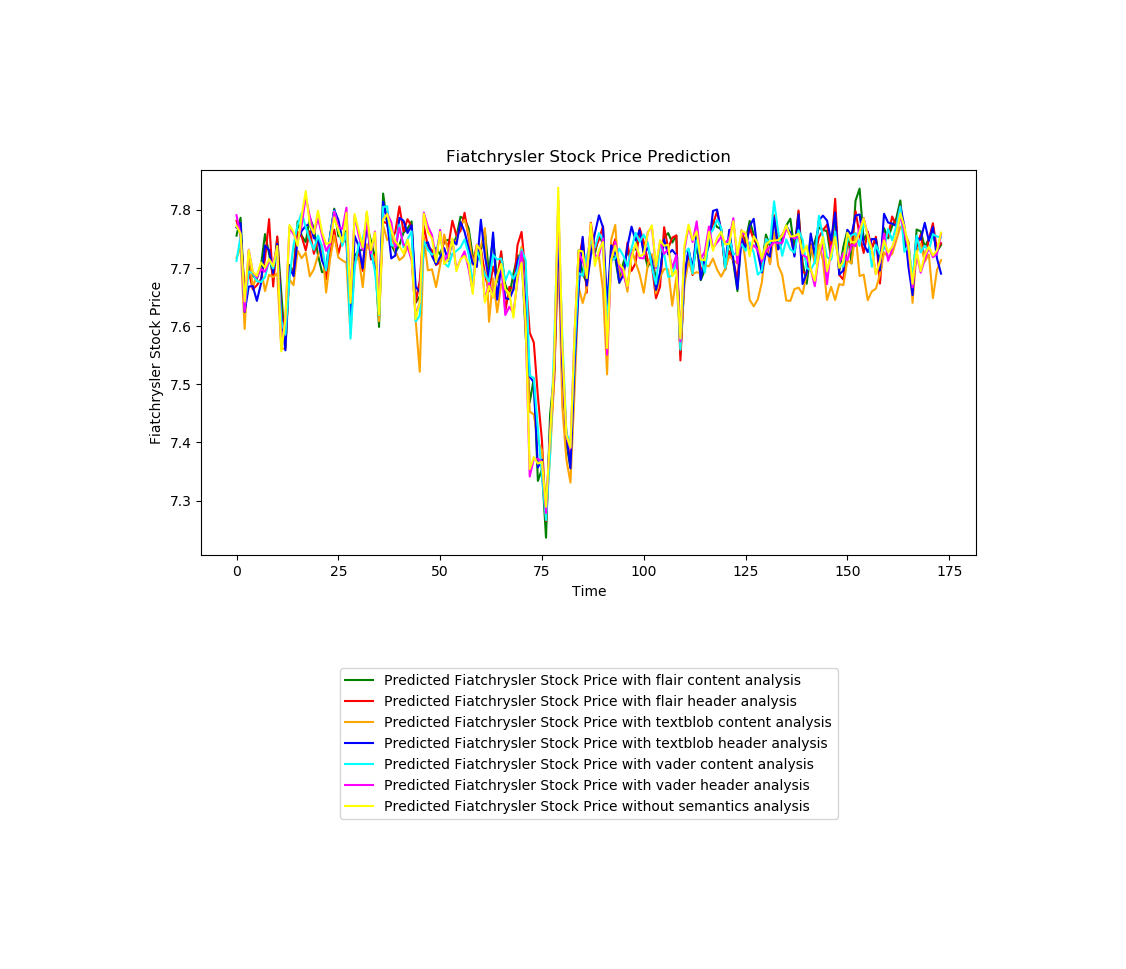 Fiatchrysler Stock Price Prediction
Fiatchrysler Stock Price
7.8
7.7
7.6
7.5
7.4
7.3
0 25 50 75 100 125 150 175
Time
Predicted Fiatchrysler Stock Price with flair content analysis
Predicted Fiatchrysler Stock Price with flair header analysis
Predicted Fiatchrysler Stock Price with textblob content analysis
Predicted Fiatchrysler Stock Price with textblob header analysis
Predicted Fiatchrysler Stock Price with vader content analysis
Predicted Fiatchrysler Stock Price with vader header analysis
Predicted Fiatchrysler Stock Price without semantics analysis